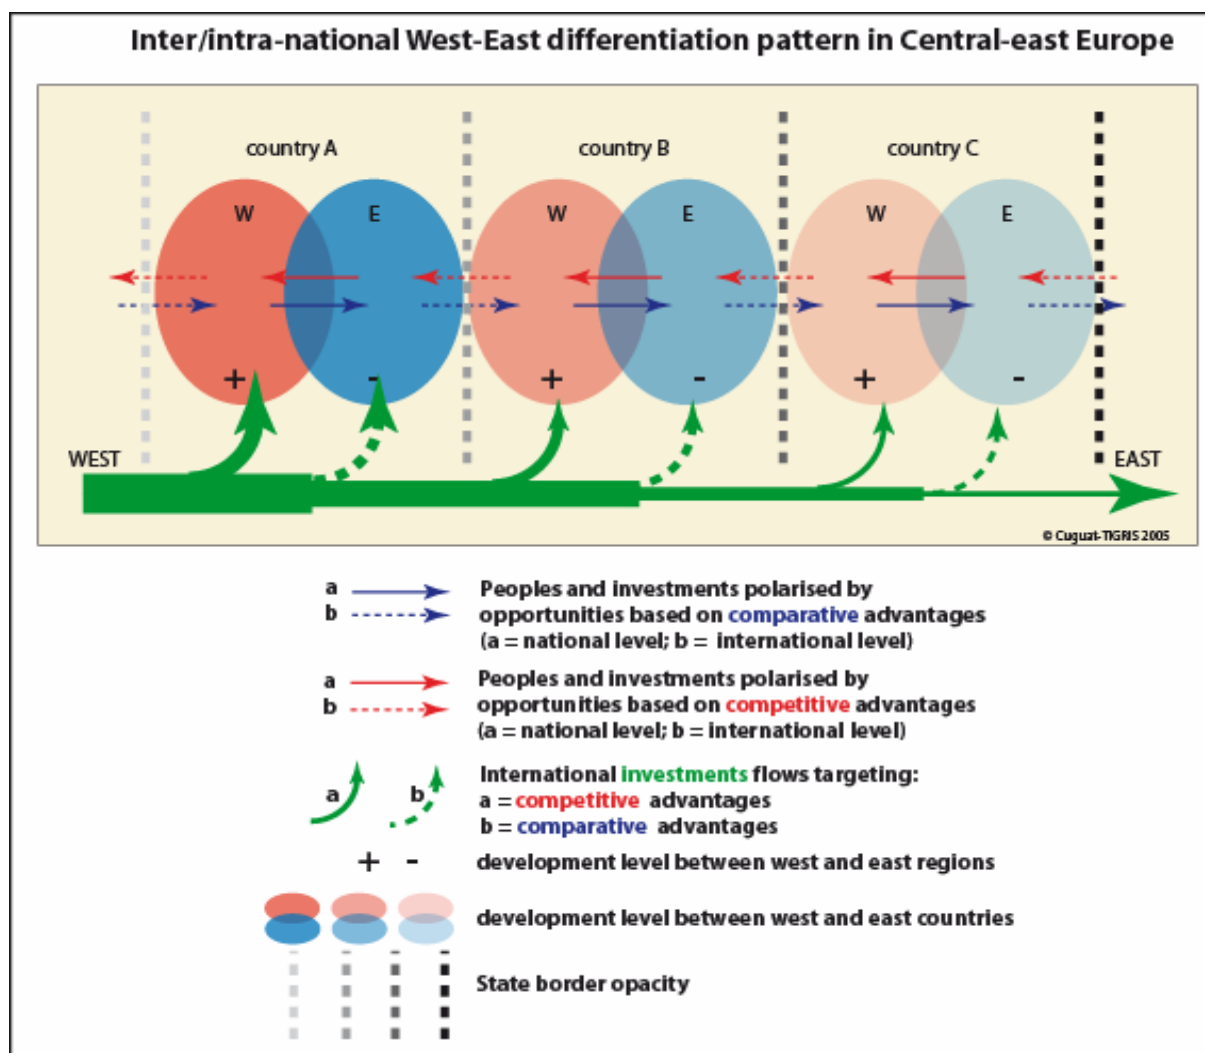 Inter/intra-national West-East differentiation pattern in Central-east Europe
country A
country B
country C
W
E
W
E
W
E
+
-
+
-
+
-
WEST
EAST
© Cuguat-TIGRIS 2005
a
b
Peoples and investments polarised by
opportunities based on comparative advantages
(a = national level; b = international level)
a
b
Peoples and investments polarised by
opportunities based on competitive advantages
(a = national level; b = international level)
a
b
International investments flows targeting:
a = competitive advantages
b = comparative advantages
+ -
development level between west and east regions
development level between west and east countries
State border opacity